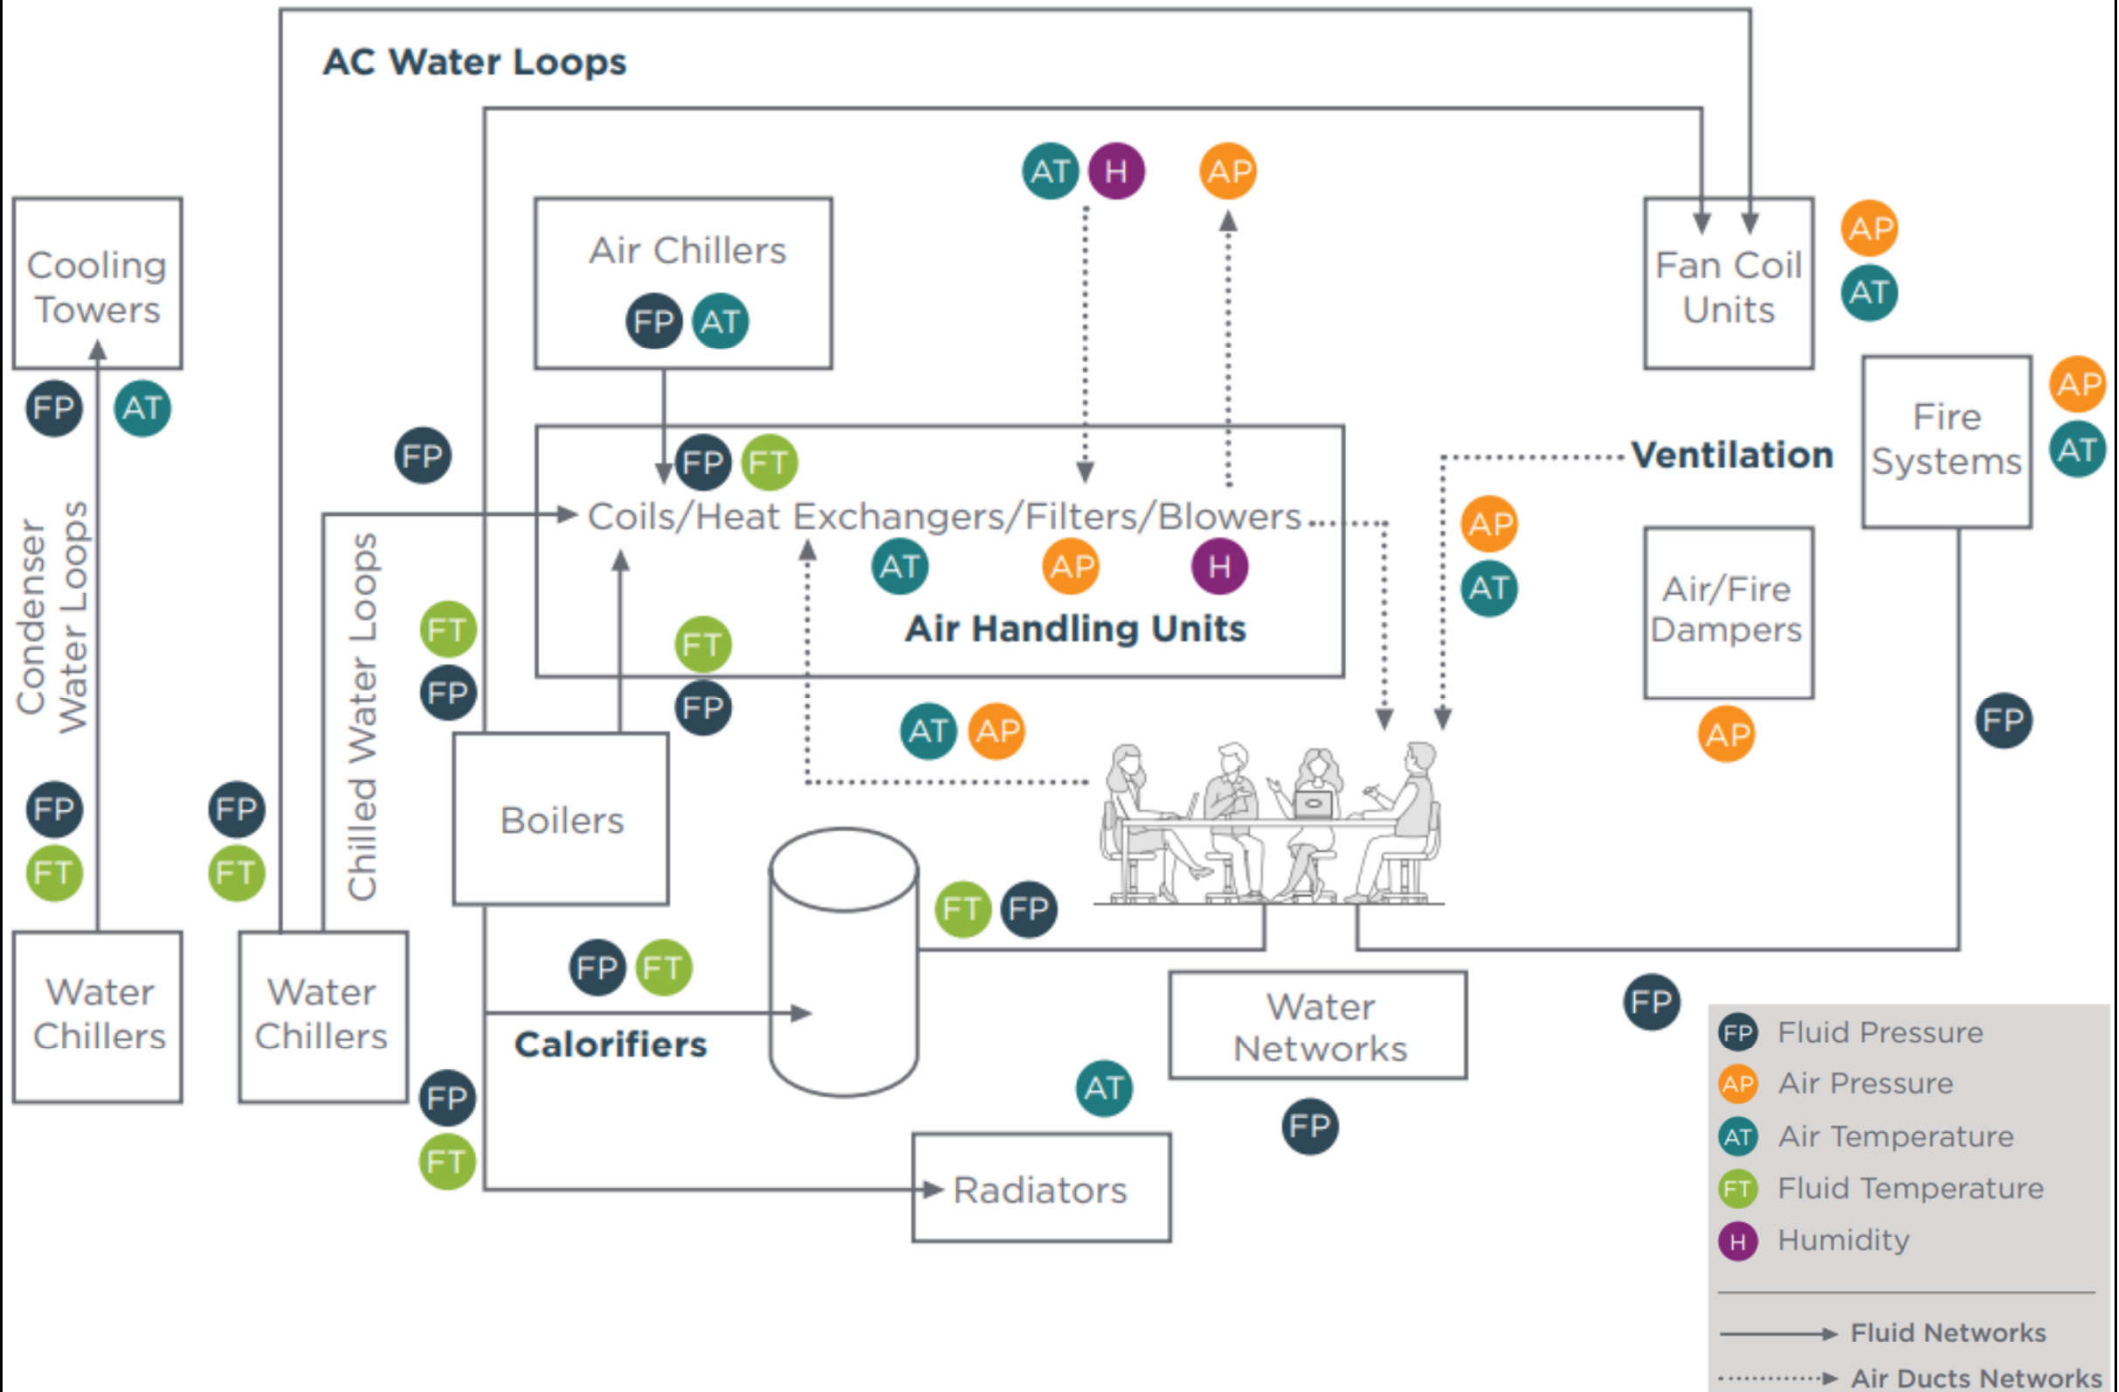 AC Water Loops
AT
H
AP
Cooling
Towers
FP
AT
Air Chillers
FP
AT
Fan Coil
Units
AP
AT
Fire
Systems
AP
AT
FP
FP
FT
Coils/Heat Exchangers/Filters/Blowers
AT
AP
H
Air Handling Units
Ventilation
AP
AT
Air/Fire
Dampers
AP
FP
Condenser
Water Loops
Chilled Water Loops
FT
FP
FT
FP
AT
AP
FP
FT
FP
FT
Boilers
Water
Chillers
Water
Chillers
FP
FT
Calorifiers
FT
FP
Water
Networks
FP
FP
FP
FT
AT
Radiators
FP Fluid Pressure
AP Air Pressure
AT Air Temperature
FT Fluid Temperature
H Humidity
Fluid Networks
Air Ducts Networks